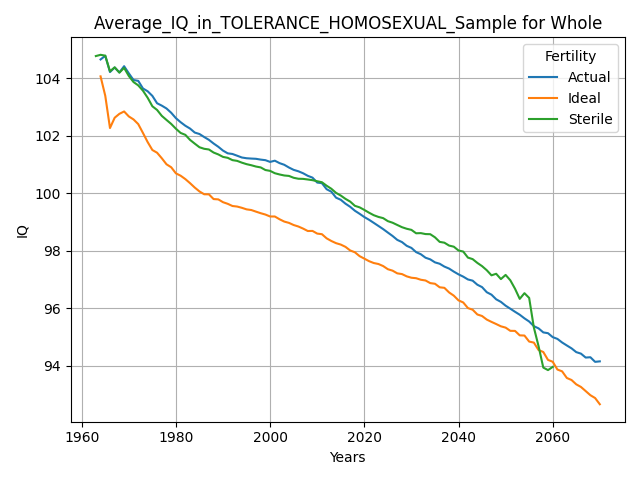 Average_IQ_in_TOLERANCE_HOMOSEXUAL_Sample for Whole
Fertility
Actual
Ideal
Sterile
IQ
104
102
100
98
96
94
1960 1980 2000 2020 2040 2060
Years